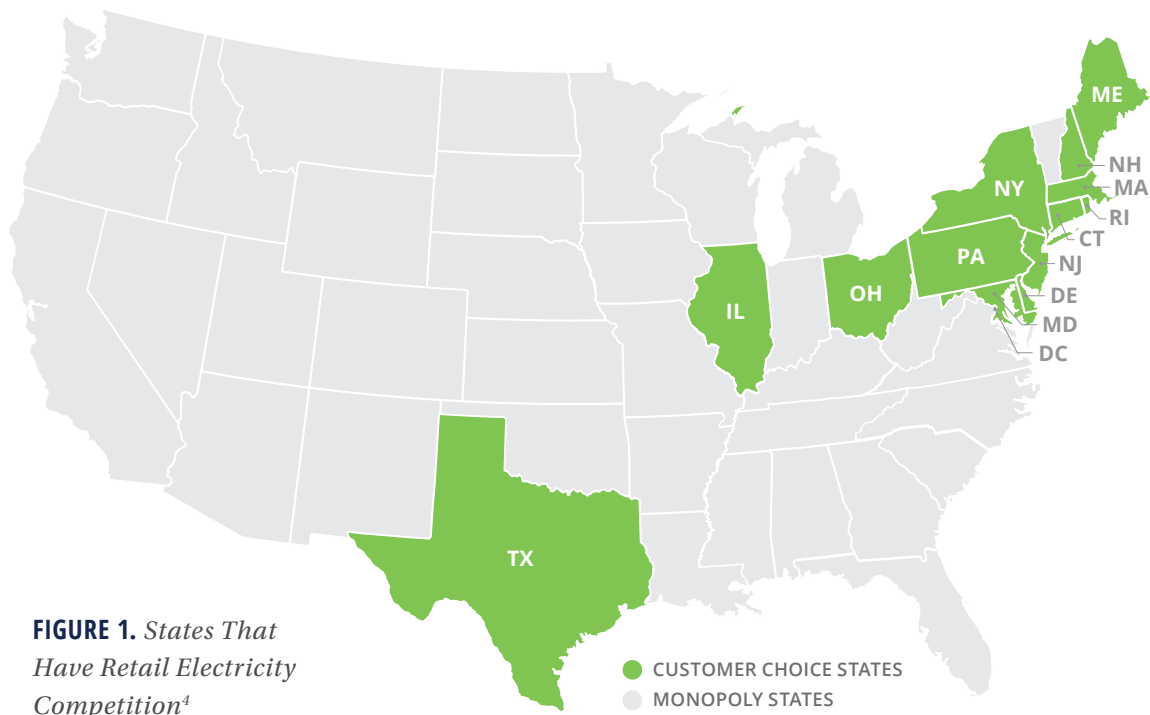 ME
NH
MA
NY
RI
CT
PA
NJ
OH
DE
IL
MD
DC
TX
FIGURE 1. States That
Have Retail Electricity
Competition⁴
CUSTOMER CHOICE STATES
MONOPOLY STATES